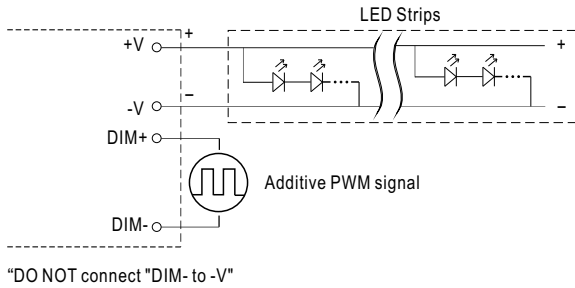 LED Strips
+V
+
+
-V
–
–
DIM+
Additive PWM signal
DIM-
“DO NOT connect "DIM- to -V"